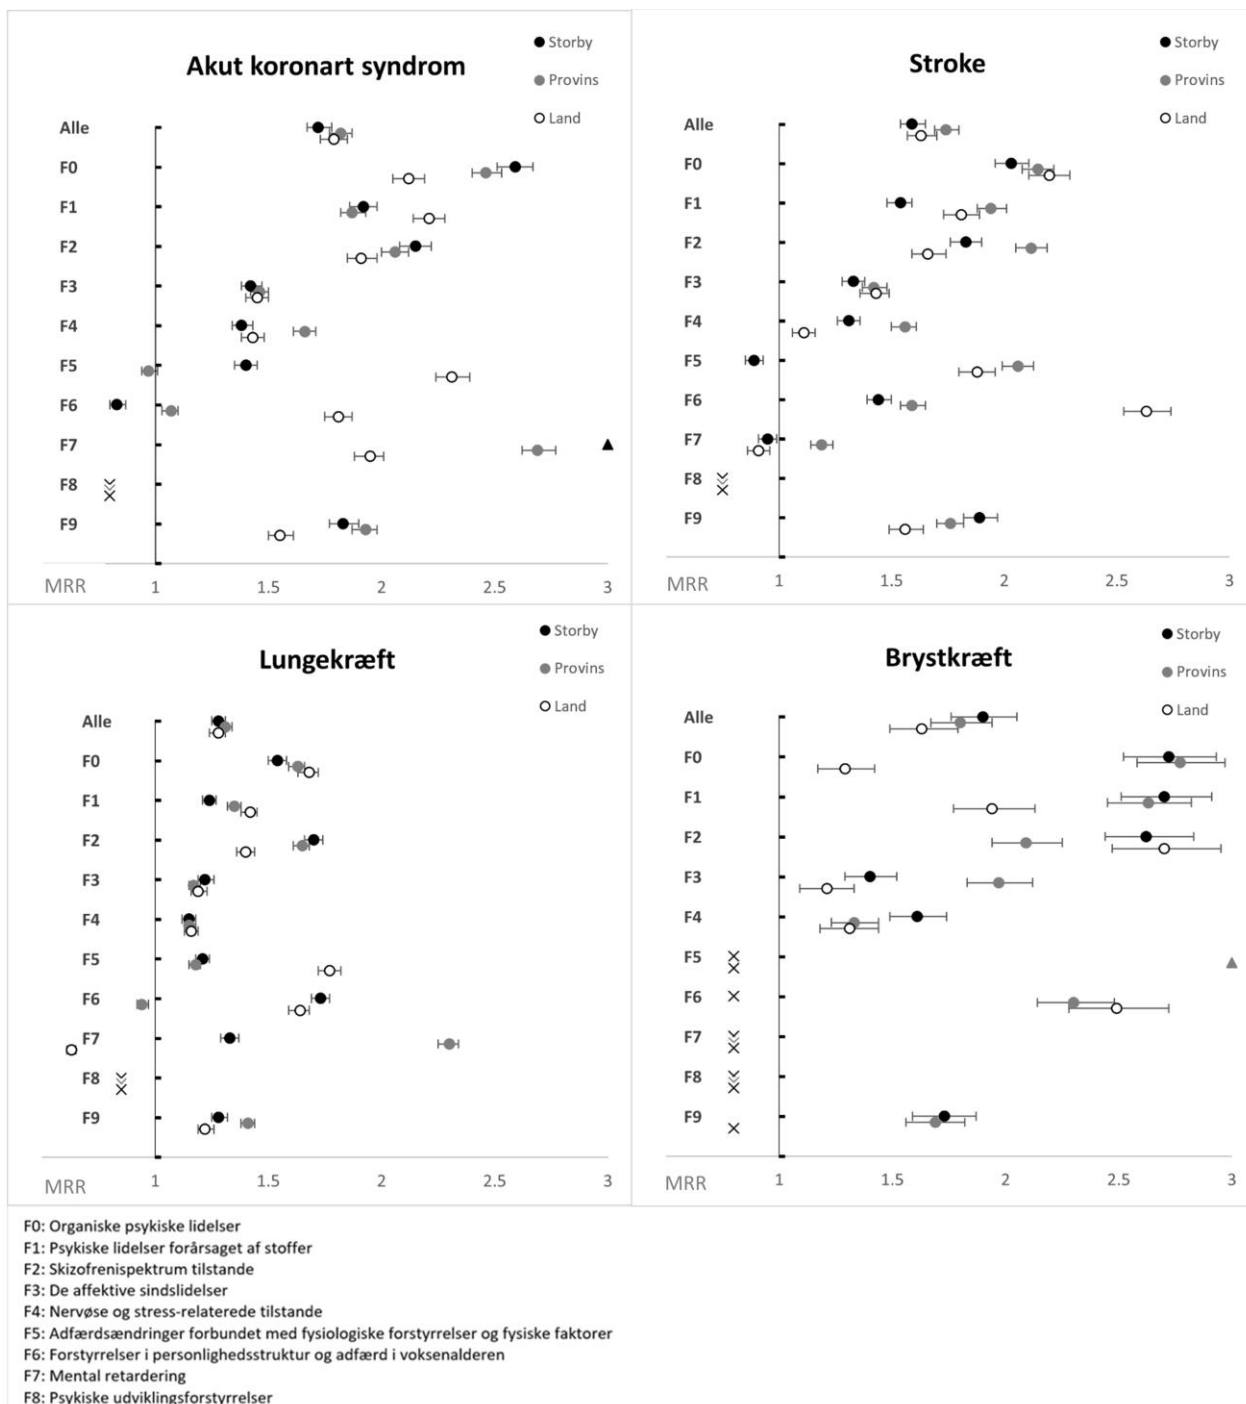 Akut koronart syndrom
Storby
Provins
Land
Alle
F0
F1
F2
F3
F4
F5
F6
F7
F8
F9
MRR
1 1.5 2 2.5 3
Stroke
Storby
Provins
Land
Alle
F0
F1
F2
F3
F4
F5
F6
F7
F8
F9
MRR
1 1.5 2 2.5 3
Lungekræft
Storby
Provins
Land
Alle
F0
F1
F2
F3
F4
F5
F6
F7
F8
F9
MRR
1 1.5 2 2.5 3
Brystkræft
Storby
Provins
Land
Alle
F0
F1
F2
F3
F4
F5
F6
F7
F8
F9
MRR
1 1.5 2 2.5 3
F0: Organiske psykiske lidelser
F1: Psykiske lidelser forårsaget af stoffer
F2: Skizofrenispektrum tilstande
F3: De affektive sindslidelser
F4: Nervøse og stress-relaterede tilstande
F5: Adfærdsændringer forbundet med fysiologiske forstyrrelser og fysiske faktorer
F6: Forstyrrelser i personlighedsstruktur og adfærd i voksenalderen
F7: Mental retardering
F8: Psykiske udviklingsforstyrrelser